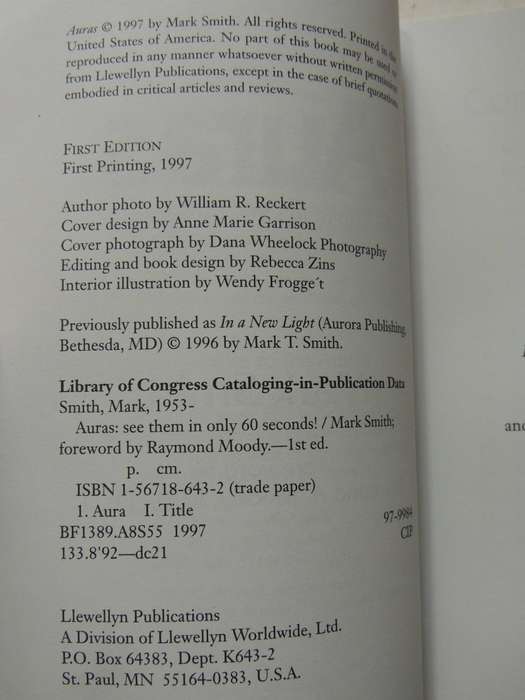 Auras © 1997 by Mark Smith. All rights reserved. Printed in the
United States of America. No part of this book may be used or
reproduced in any manner whatsoever without written permission
from Llewellyn Publications, except in the case of brief quotations
embodied in critical articles and reviews.
FIRST EDITION
First Printing, 1997
Author photo by William R. Reckert
Cover design by Anne Marie Garrison
Cover photograph by Dana Wheelock Photography
Editing and book design by Rebecca Zins
Interior illustration by Wendy Frogge´t
Previously published as In a New Light (Aurora Publishing,
Bethesda, MD) © 1996 by Mark T. Smith.
Library of Congress Cataloging-in-Publication Data
Smith, Mark, 1953-
Auras: see them in only 60 seconds! / Mark Smith;
foreword by Raymond Moody.—1st ed.
p. cm.
ISBN 1-56718-643-2 (trade paper)
1. Aura I. Title
BF1389.A8S55 1997 97-9984
133.8'92—dc21 CIP
Llewellyn Publications
A Division of Llewellyn Worldwide, Ltd.
P.O. Box 64383, Dept. K643-2
St. Paul, MN 55164-0383, U.S.A.
and